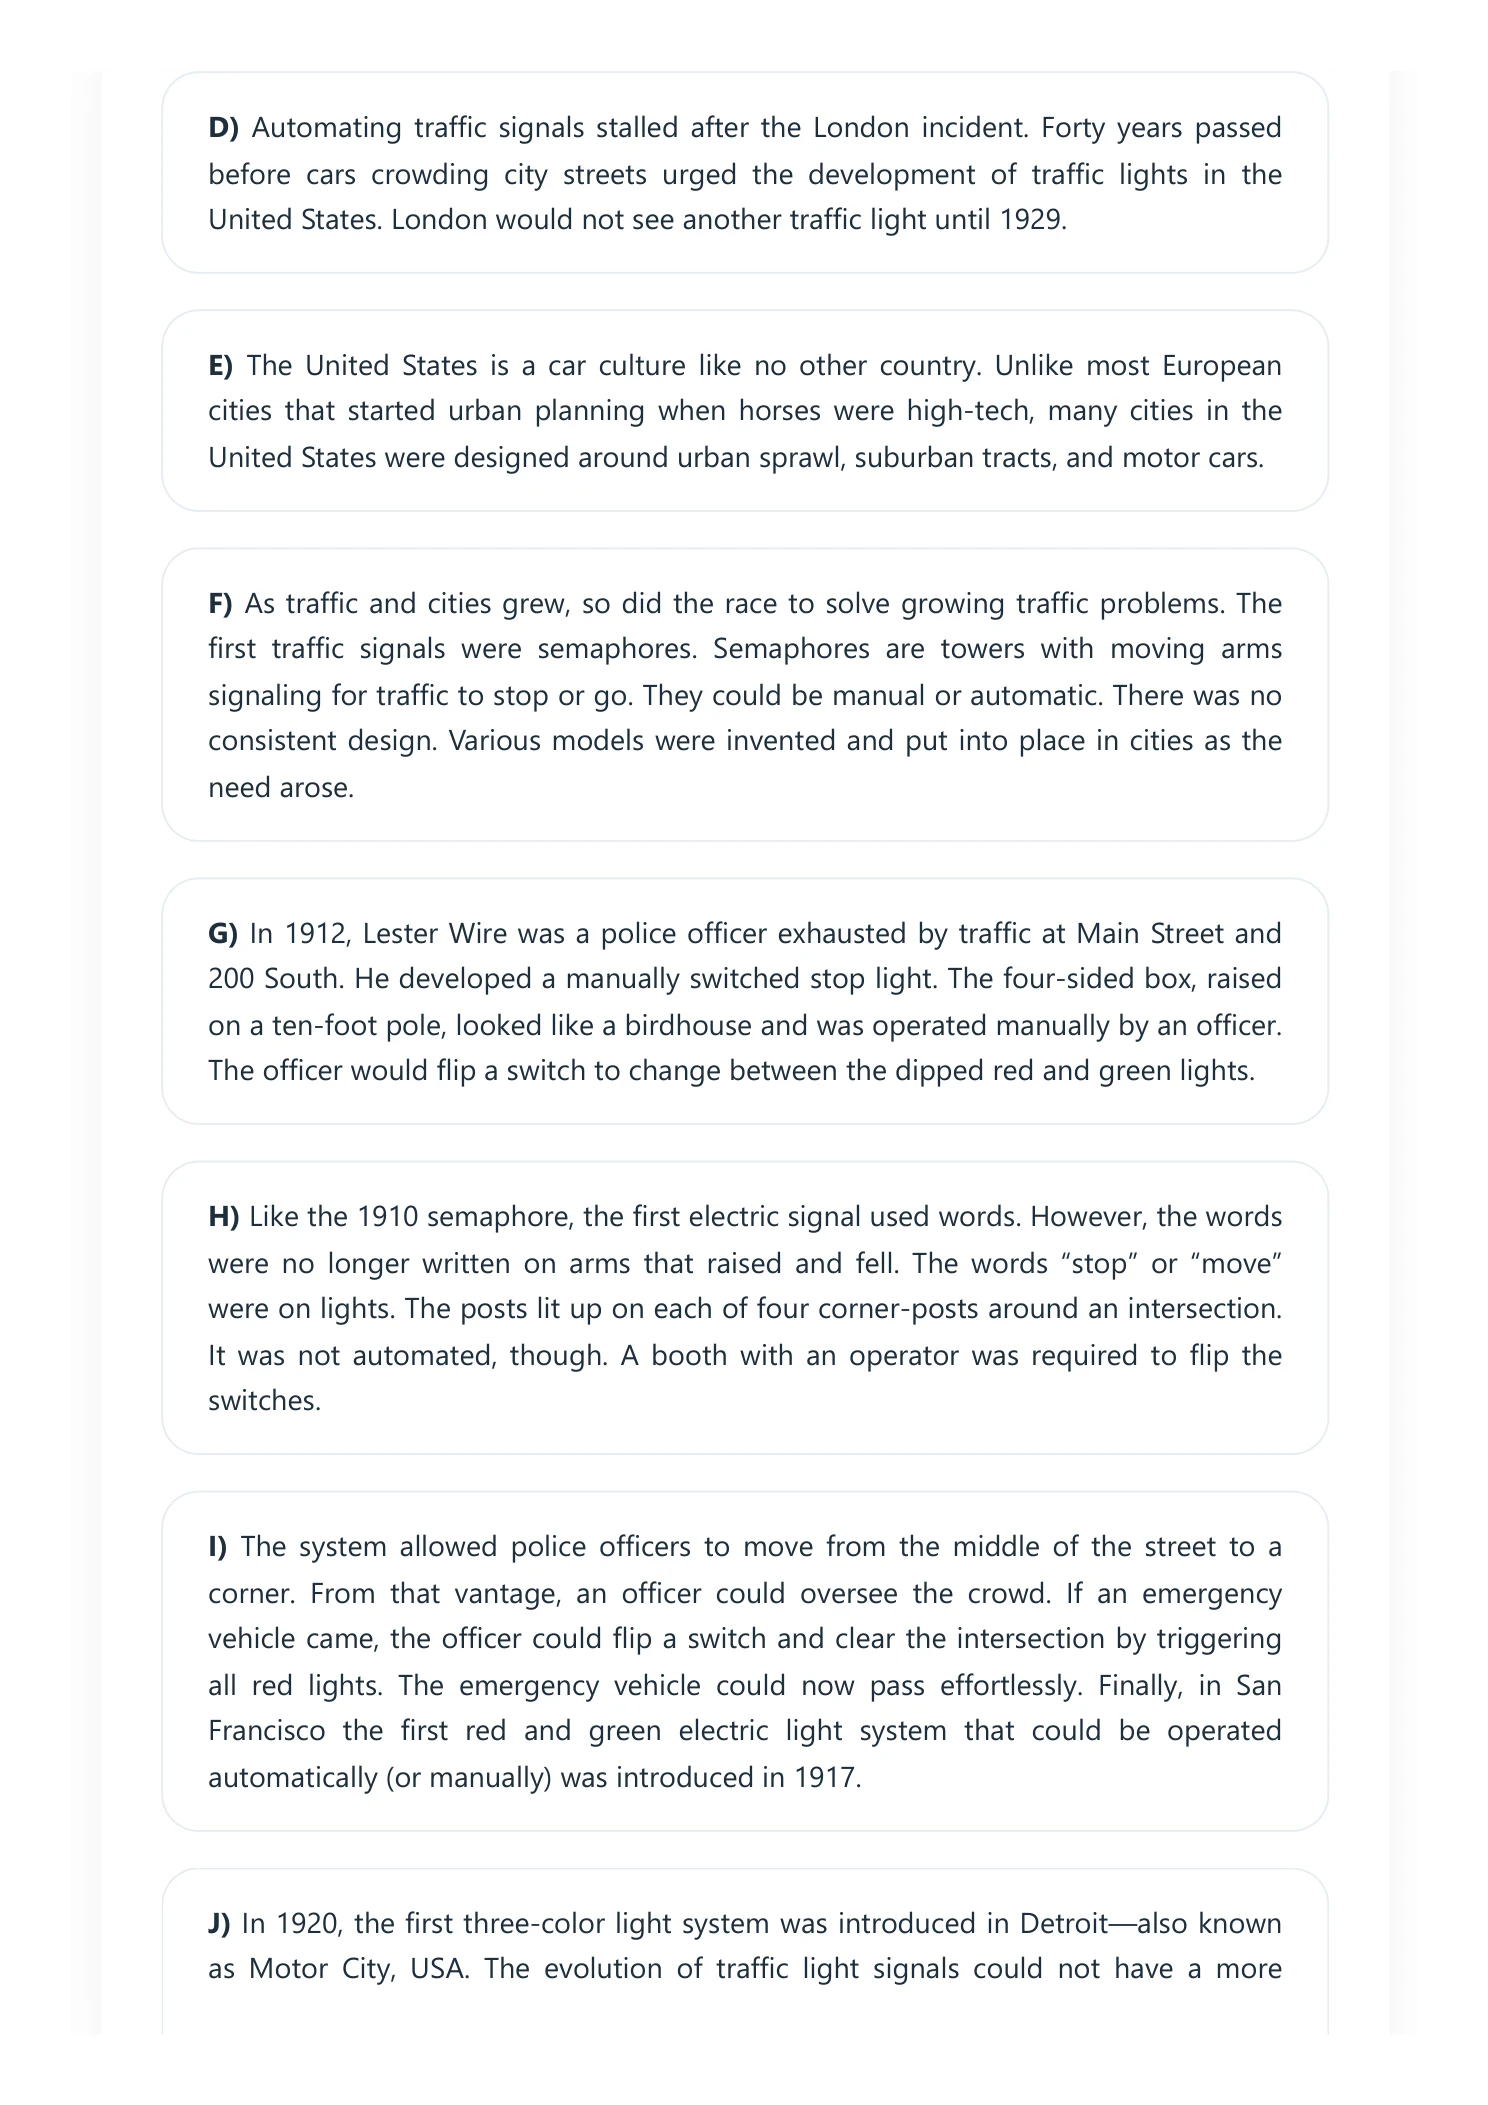 D) Automating traffic signals stalled after the London incident. Forty years passed
before cars crowding city streets urged the development of traffic lights in the
United States. London would not see another traffic light until 1929.
E) The United States is a car culture like no other country. Unlike most European
cities that started urban planning when horses were high-tech, many cities in the
United States were designed around urban sprawl, suburban tracts, and motor cars.
F) As traffic and cities grew, so did the race to solve growing traffic problems. The
first traffic signals were semaphores. Semaphores are towers with moving arms
signaling for traffic to stop or go. They could be manual or automatic. There was no
consistent design. Various models were invented and put into place in cities as the
need arose.
G) In 1912, Lester Wire was a police officer exhausted by traffic at Main Street and
200 South. He developed a manually switched stop light. The four-sided box, raised
on a ten-foot pole, looked like a birdhouse and was operated manually by an officer.
The officer would flip a switch to change between the dipped red and green lights.
H) Like the 1910 semaphore, the first electric signal used words. However, the words
were no longer written on arms that raised and fell. The words “stop” or “move”
were on lights. The posts lit up on each of four corner-posts around an intersection.
It was not automated, though. A booth with an operator was required to flip the
switches.
I) The system allowed police officers to move from the middle of the street to a
corner. From that vantage, an officer could oversee the crowd. If an emergency
vehicle came, the officer could flip a switch and clear the intersection by triggering
all red lights. The emergency vehicle could now pass effortlessly. Finally, in San
Francisco the first red and green electric light system that could be operated
automatically (or manually) was introduced in 1917.
J) In 1920, the first three-color light system was introduced in Detroit—also known
as Motor City, USA. The evolution of traffic light signals could not have a more